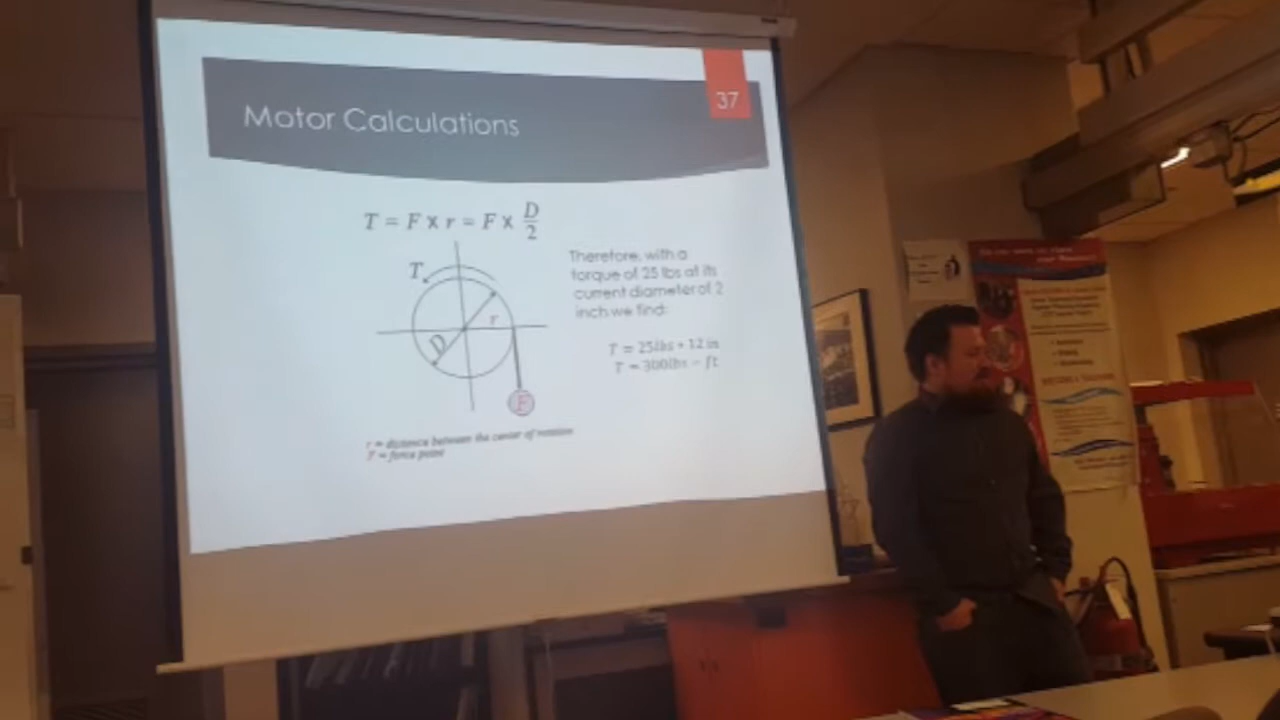 37
Motor Calculations
T = F x r = F x D/2
Therefore, with a
torque of 25 lbs at its
current diameter of 2
inch we find:
T
r
D
T = 25lbs * 12 in
T = 300lbs - ft
F
r = distance between the center of rotation
F = force point